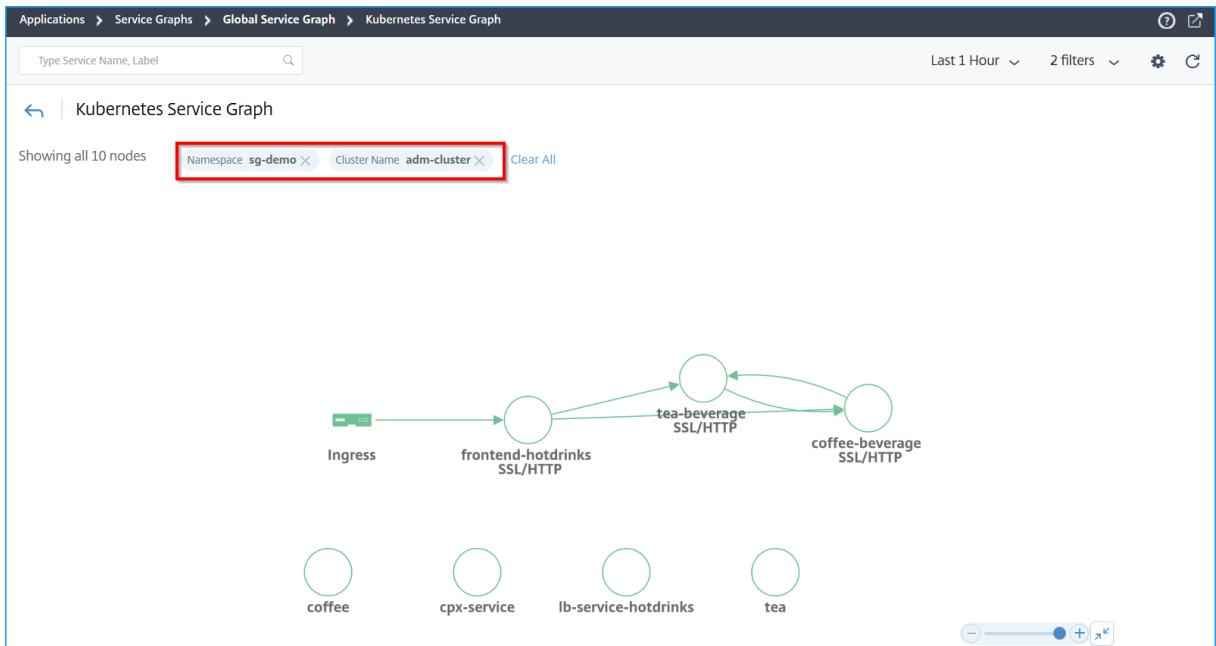 Applications > Service Graphs > Global Service Graph > Kubernetes Service Graph
Type Service Name, Label
Last 1 Hour
2 filters
Kubernetes Service Graph
Showing all 10 nodes
Namespace sg-demo
Cluster Name adm-cluster
Clear All
tea-beverage
SSL/HTTP
coffee-beverage
SSL/HTTP
Ingress
frontend-hotdrinks
SSL/HTTP
coffee
cpx-service
lb-service-hotdrinks
tea